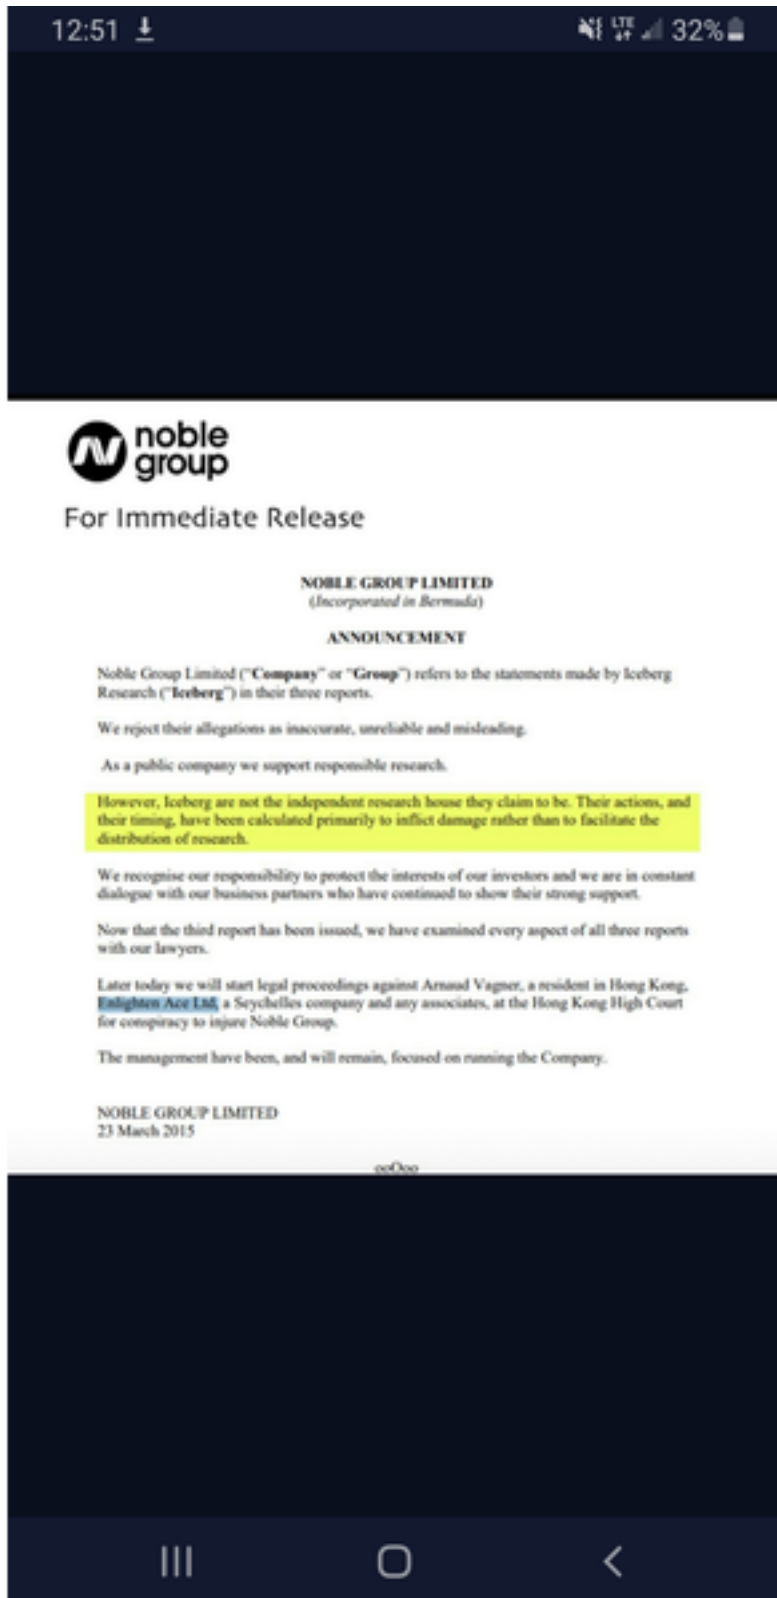 12:51
LTE
32%
noble
group
For Immediate Release
NOBLE GROUP LIMITED
(Incorporated in Bermuda)
ANNOUNCEMENT
Noble Group Limited (“Company” or “Group”) refers to the statements made by Iceberg
Research (“Iceberg”) in their three reports.
We reject their allegations as inaccurate, unreliable and misleading.
As a public company we support responsible research.
However, Iceberg are not the independent research house they claim to be. Their actions, and
their timing, have been calculated primarily to inflict damage rather than to facilitate the
distribution of research.
We recognise our responsibility to protect the interests of our investors and we are in constant
dialogue with our business partners who have continued to show their strong support.
Now that the third report has been issued, we have examined every aspect of all three reports
with our lawyers.
Later today we will start legal proceedings against Arnaud Vagner, a resident in Hong Kong,
Enlighten Ace Ltd, a Seychelles company and any associates, at the Hong Kong High Court
for conspiracy to injure Noble Group.
The management have been, and will remain, focused on running the Company.
NOBLE GROUP LIMITED
23 March 2015
ooOoo